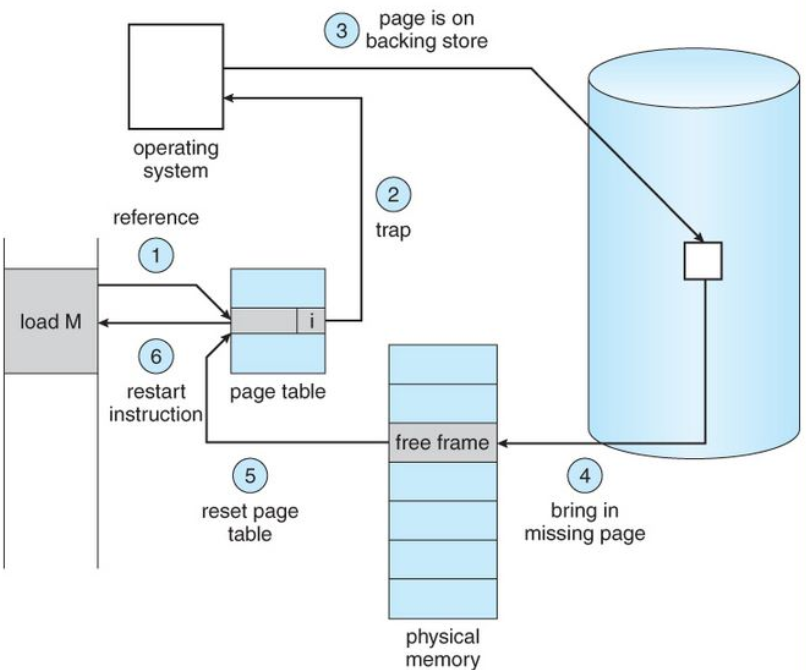 3
page is on
backing store
operating
system
2
trap
reference
1
load M
i
6
restart
instruction
page table
free frame
5
reset page
table
4
bring in
missing page
physical
memory